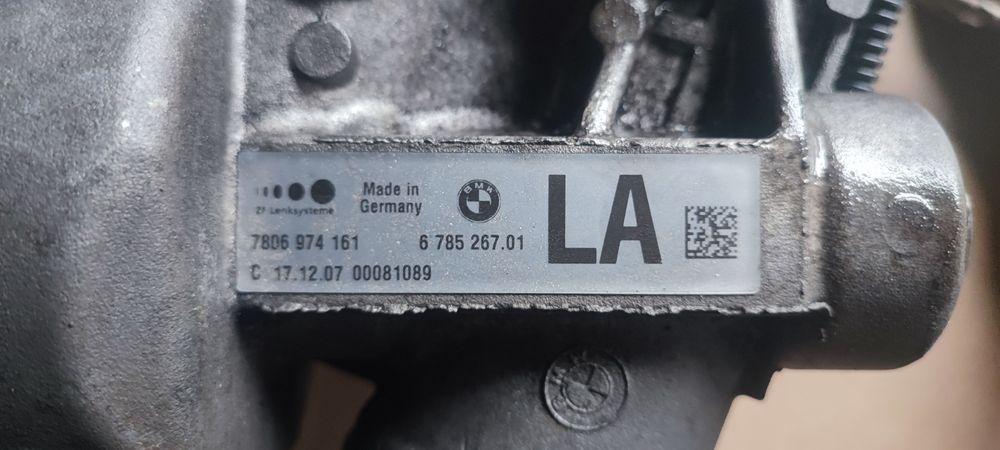 ZF Lenksysteme
Made in
Germany
BMW
LA
7806 974 161
6 785 267.01
C 17.12.07 00081089